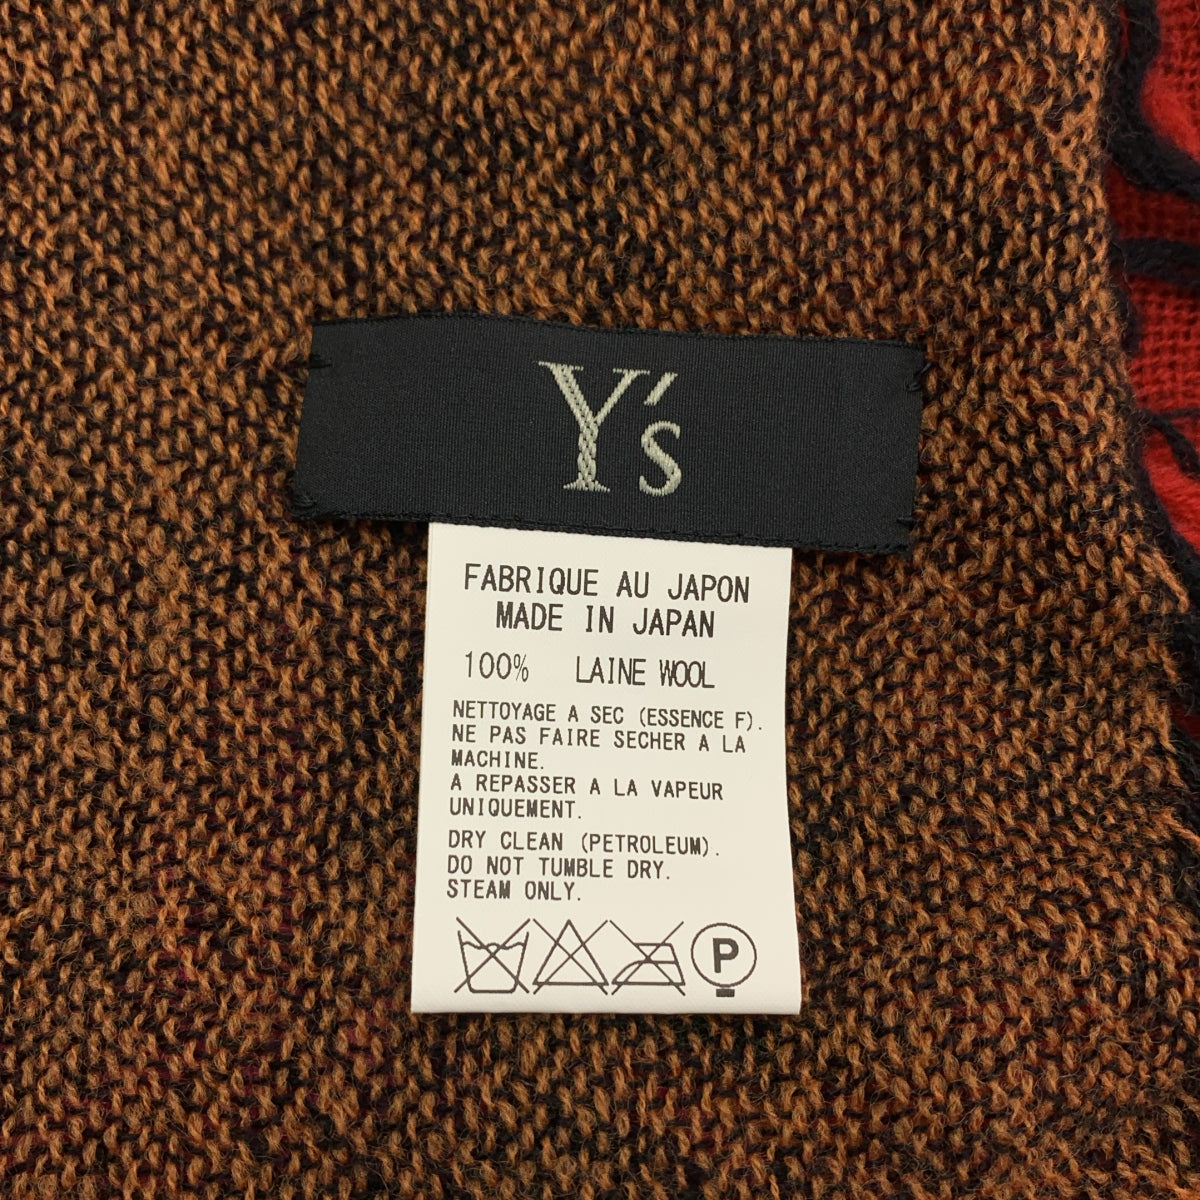 Y's
FABRIQUE AU JAPON
MADE IN JAPAN
100% LAINE WOOL
NETTOYAGE A SEC (ESSENCE F).
NE PAS FAIRE SECHER A LA
MACHINE.
A REPASSER A LA VAPEUR
UNIQUEMENT.
DRY CLEAN (PETROLEUM).
DO NOT TUMBLE DRY.
STEAM ONLY.
P